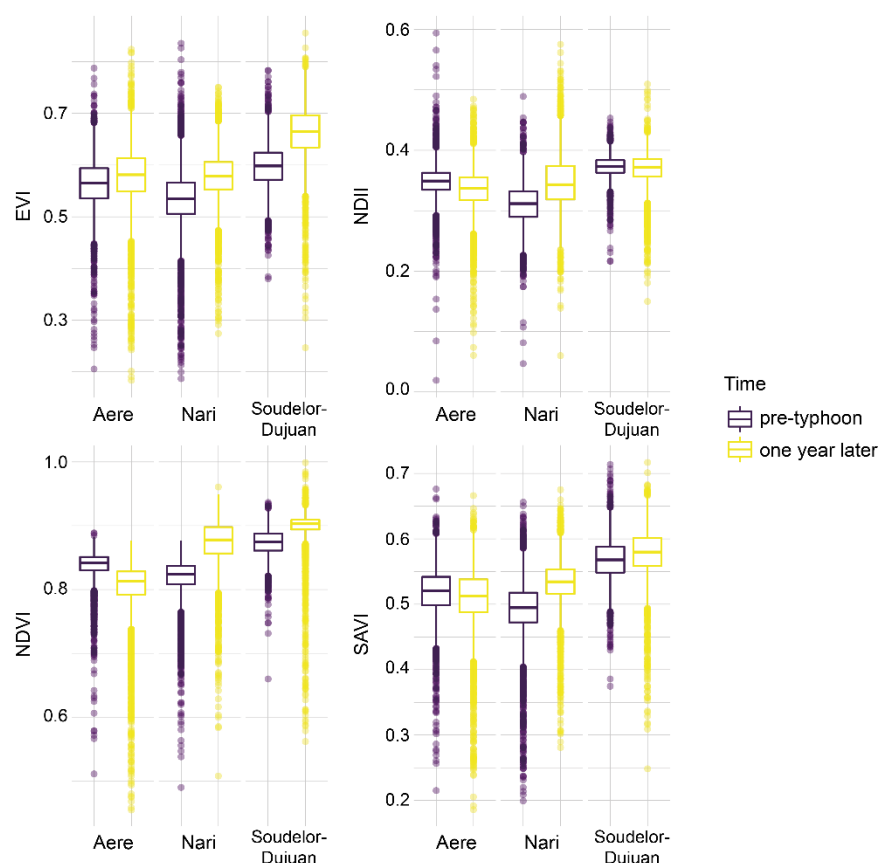 EVI
0.7
0.5
0.3
Aere
Nari
Soudelor-
Dujuan
NDII
0.6
0.4
0.2
0.0
Aere
Nari
Soudelor-
Dujuan
Time
pre-typhoon
one year later
NDVI
1.0
0.8
0.6
Aere
Nari
Soudelor-
Dujuan
SAVI
0.7
0.6
0.5
0.4
0.3
0.2
Aere
Nari
Soudelor-
Dujuan